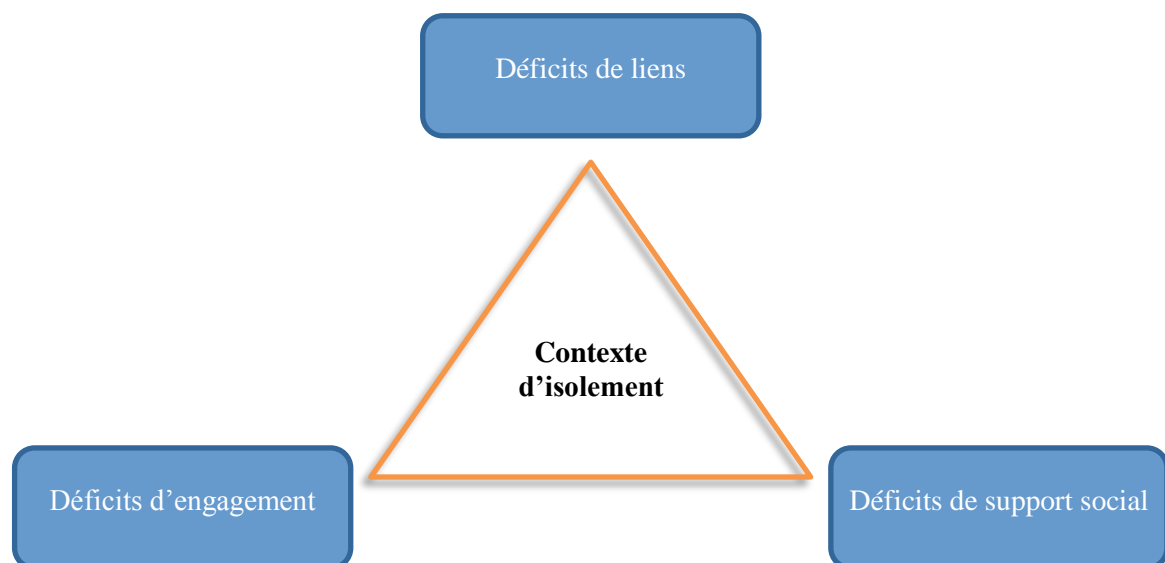 Déficits de liens
Contexte
d’isolement
Déficits d’engagement
Déficits de support social